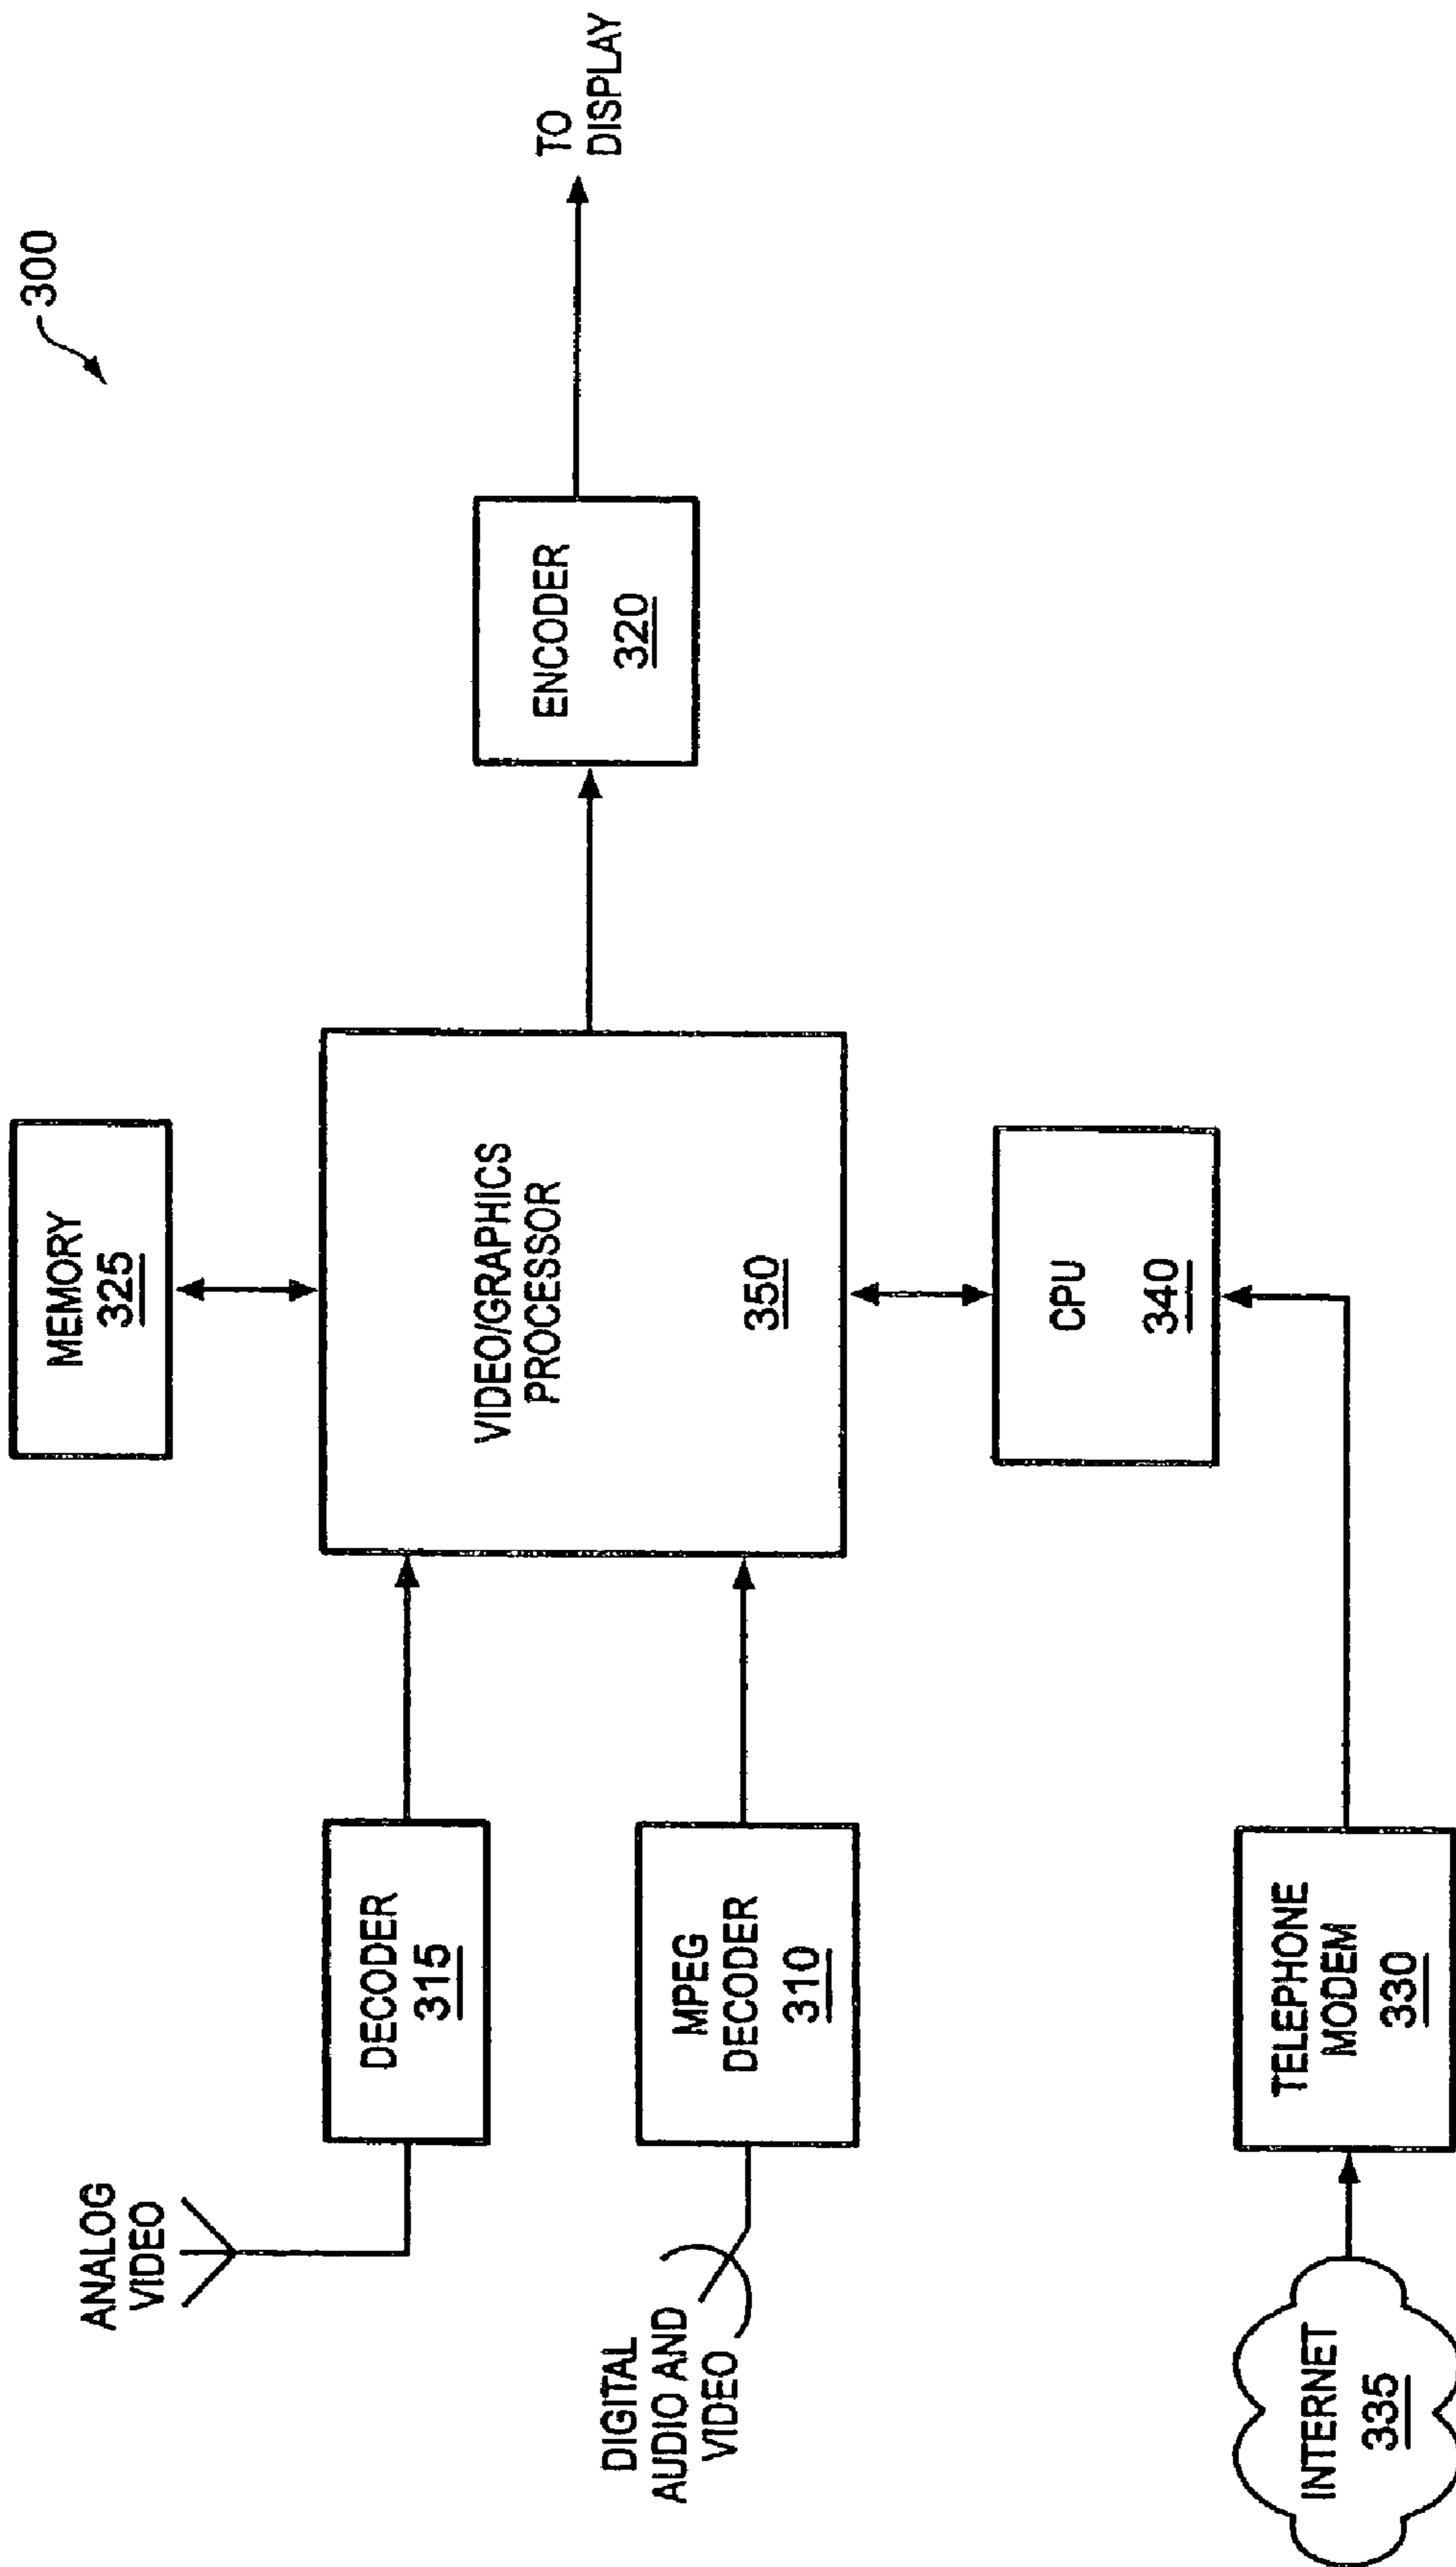 300
MEMORY
325
ANALOG
VIDEO
DECODER
315
VIDEO/GRAPHICS
PROCESSOR
350
ENCODER
320
TO
DISPLAY
DIGITAL
AUDIO AND
VIDEO
MPEG
DECODER
310
CPU
340
INTERNET
335
TELEPHONE
MODEM
330